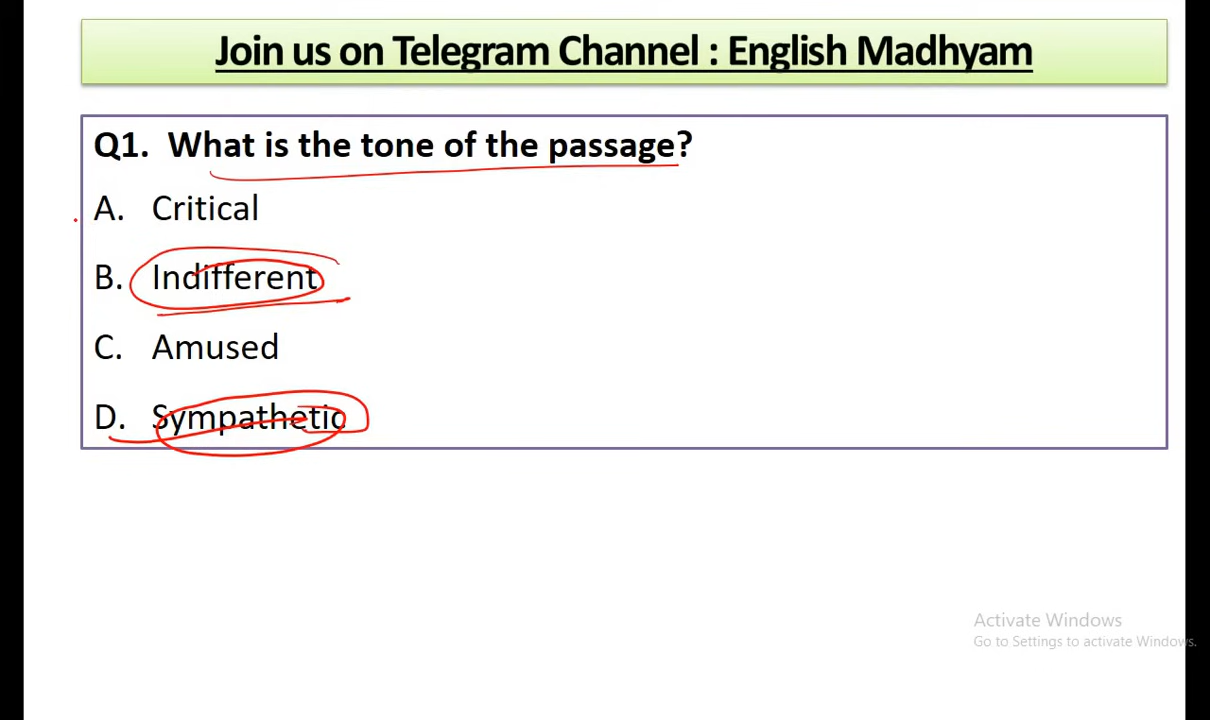 Join us on Telegram Channel : English Madhyam
Q1. What is the tone of the passage?
A. Critical
B. Indifferent
C. Amused
D. Sympathetic
Activate Windows
Go to Settings to activate Windows.